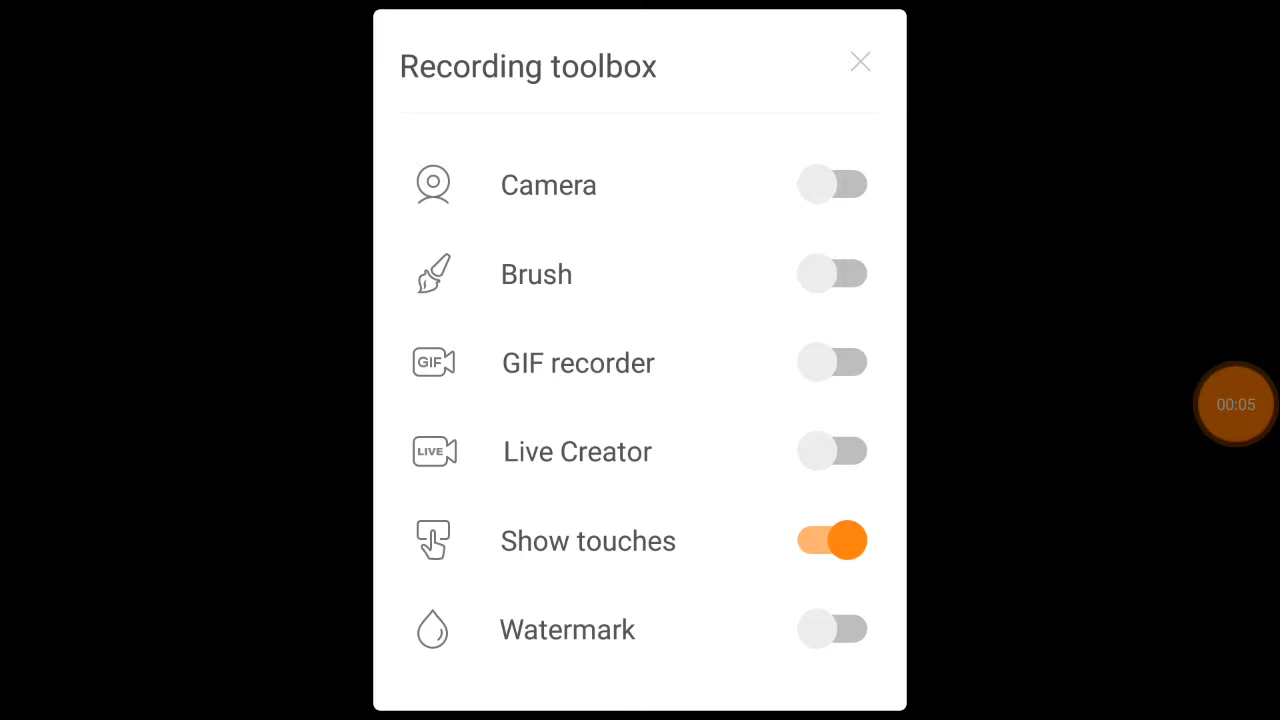 Recording toolbox
Camera
Brush
GIF GIF recorder
LIVE Live Creator
Show touches
Watermark
00:05